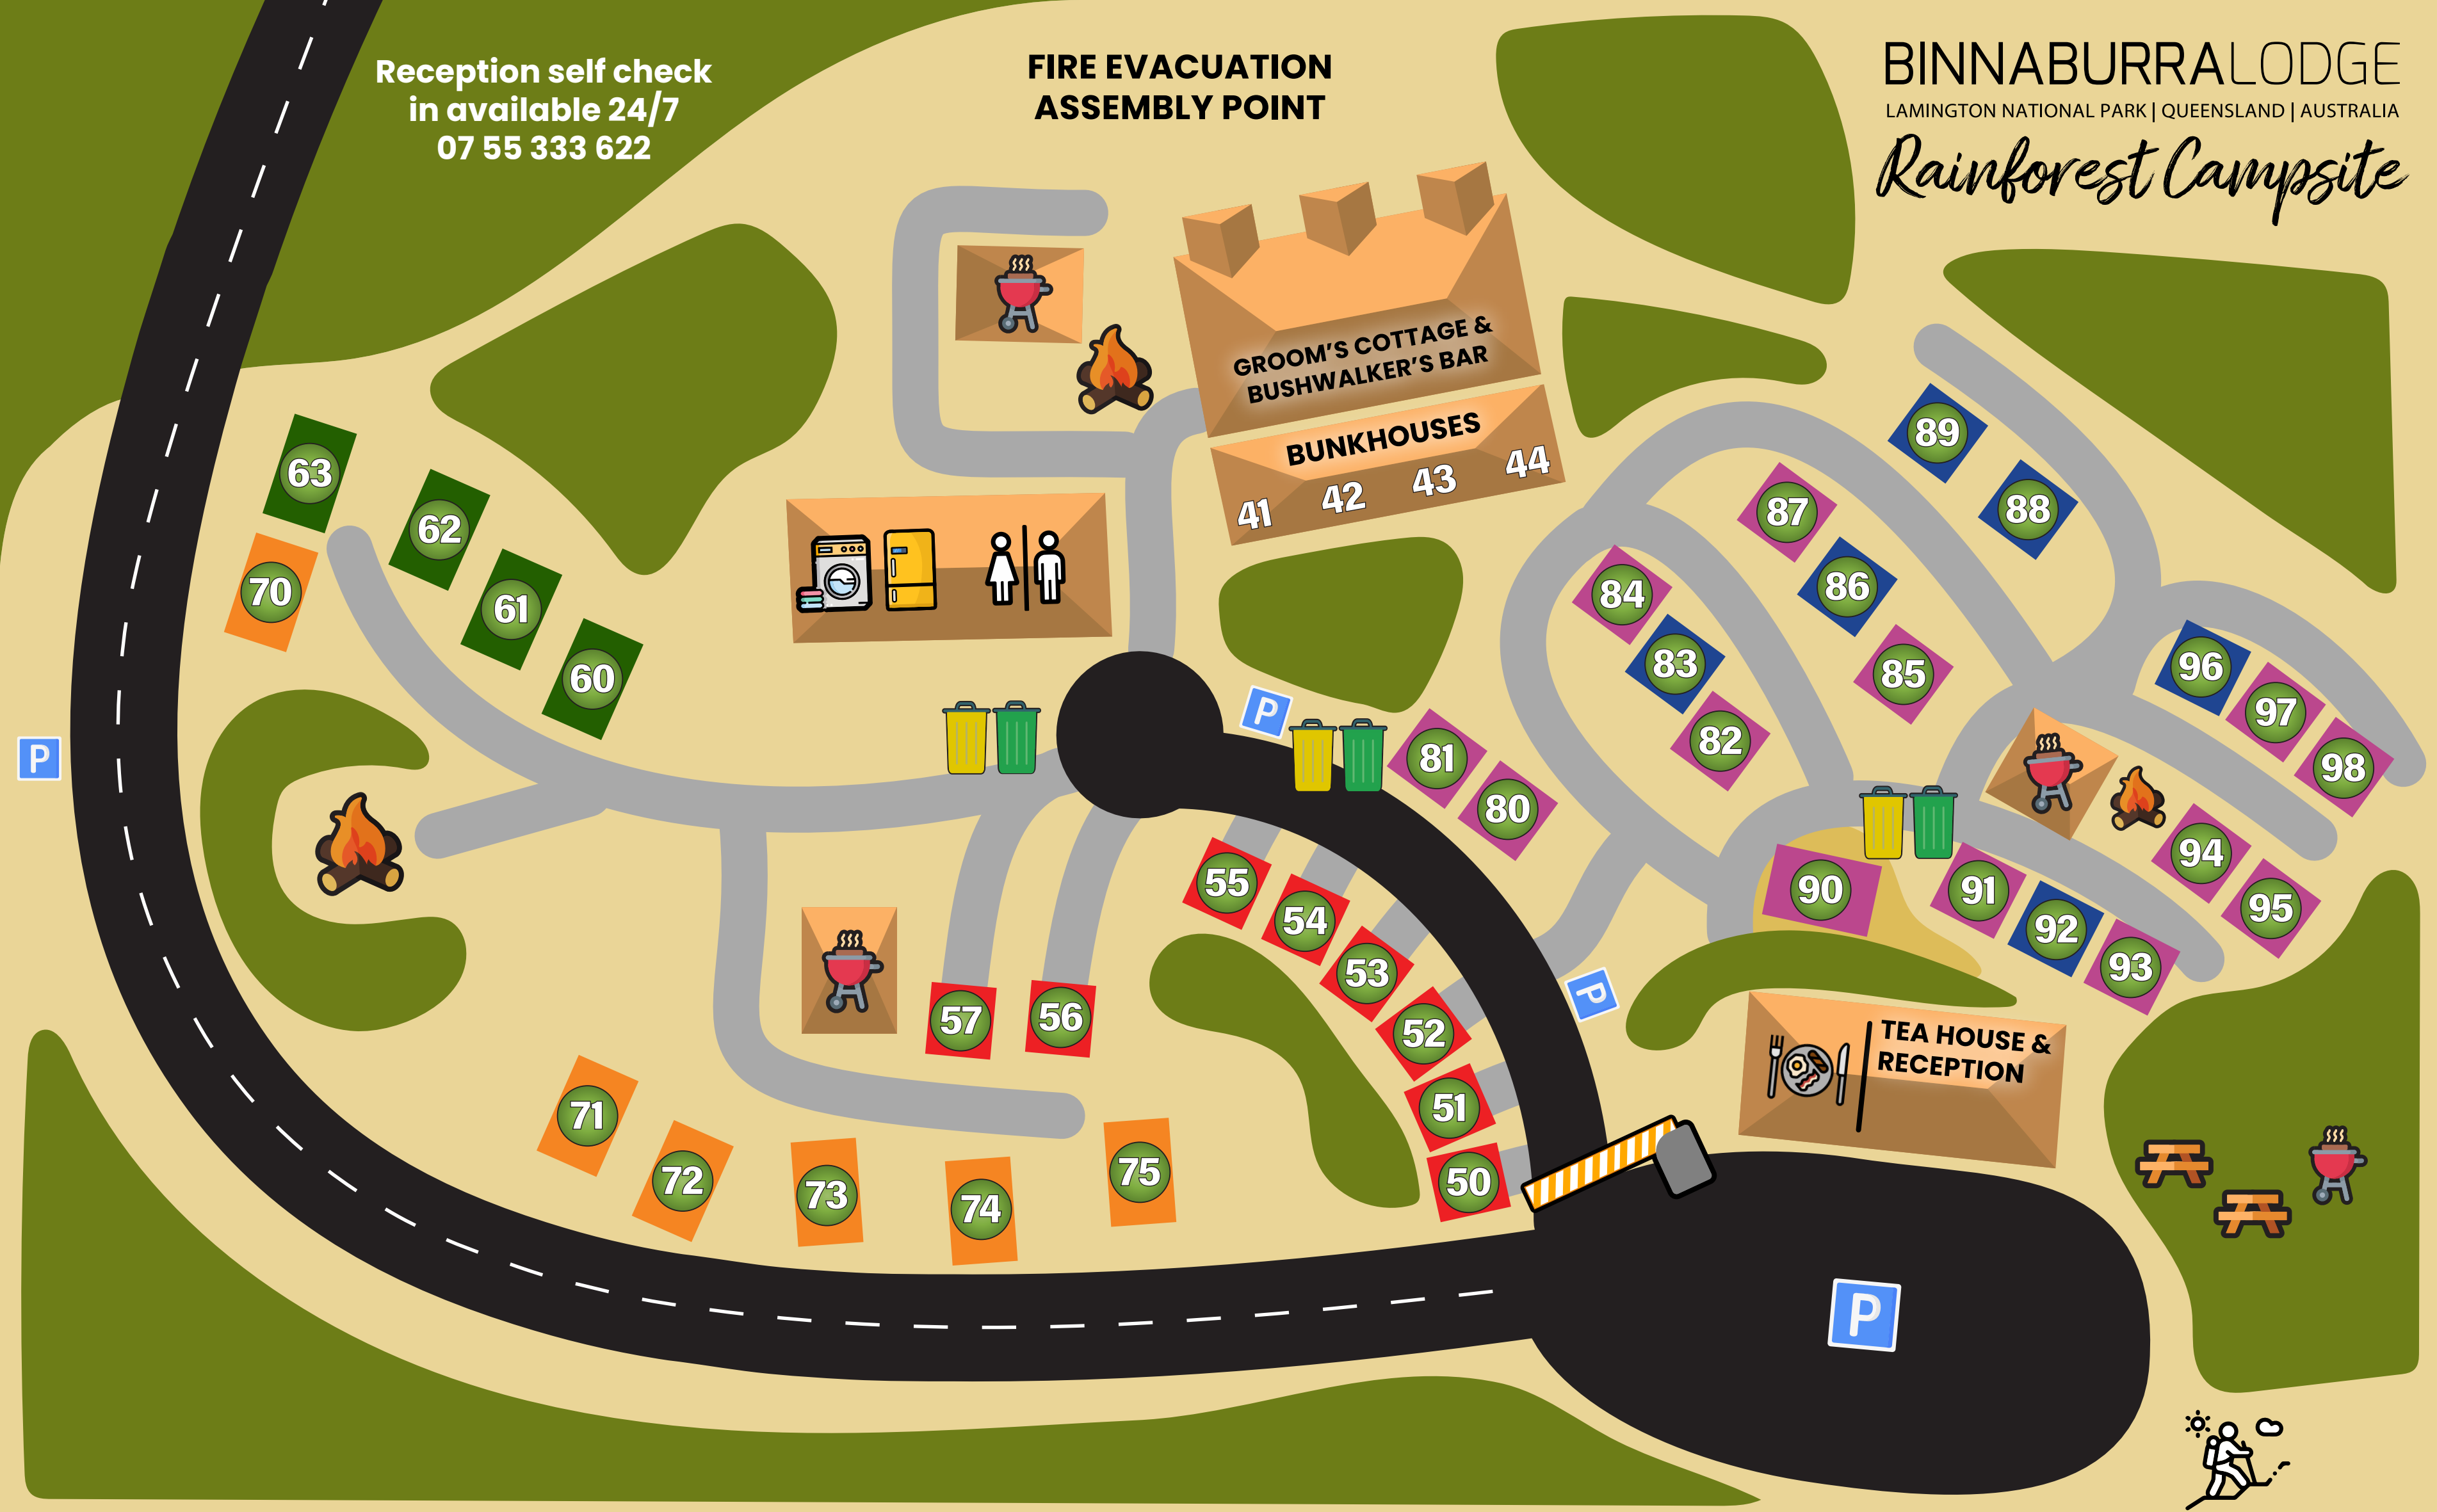 Reception self check
in available 24/7
07 55 333 622
FIRE EVACUATION
ASSEMBLY POINT
BINNABURRALODGE
LAMINGTON NATIONAL PARK | QUEENSLAND | AUSTRALIA
Rainforest Campsite
GROOM'S COTTAGE &
BUSHWALKER'S BAR
BUNKHOUSES
41 42 43 44
63
62
70
61
60
89
88
87
86
85
84
83
82
81
80
96
97
98
94
95
90
91
92
93
P
P
P
55
54
53
52
51
50
57
56
TEA HOUSE &
RECEPTION
71
72
73
74
75
P